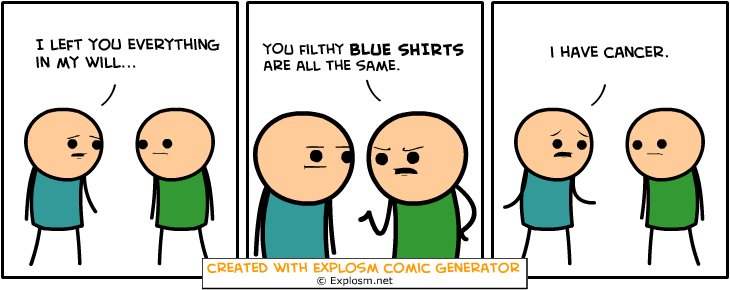 I LEFT YOU EVERYTHING
IN MY WILL...
YOU FILTHY BLUE SHIRTS
ARE ALL THE SAME.
I HAVE CANCER.
CREATED WITH EXPLOSM COMIC GENERATOR
© Explosm.net